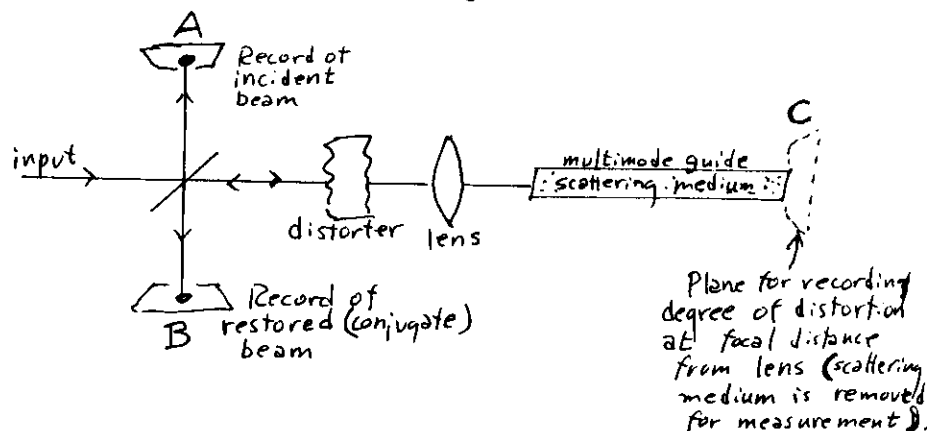 A
Record of
incident
beam
input
distorter
lens
multimode guide
scattering medium
C
B
Record of
restored (conjugate)
beam
Plane for recording
degree of distortion
at focal distance
from lens (scattering
medium is removed
for measurement).